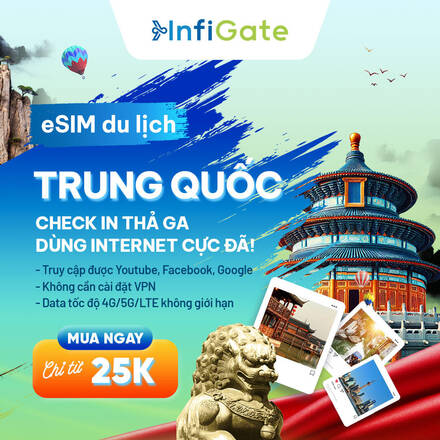 InfiGate
eSIM du lịch
TRUNG QUỐC
CHECK IN THẢ GA
DÙNG INTERNET CỰC ĐÃ!
- Truy cập được Youtube, Facebook, Google
- Không cần cài đặt VPN
- Data tốc độ 4G/5G/LTE không giới hạn
MUA NGAY
Chỉ từ 25K